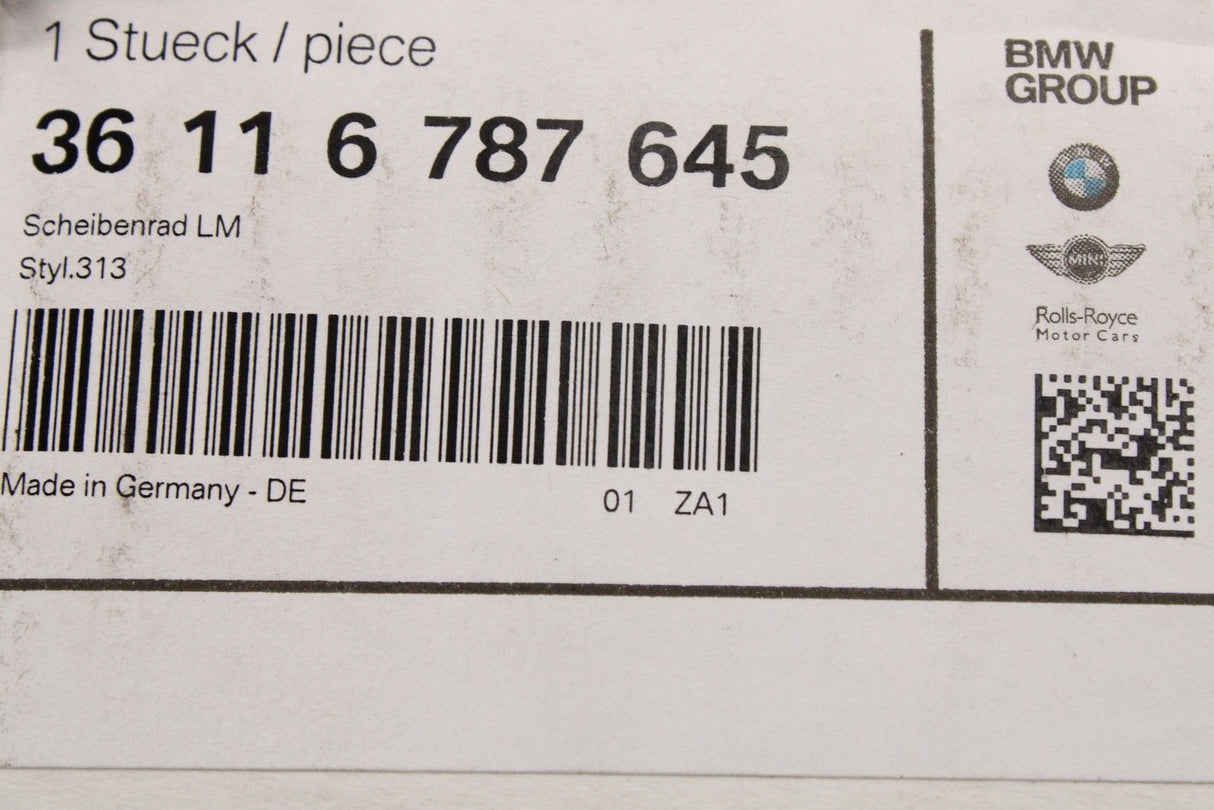 1 Stueck / piece
36 11 6 787 645
Scheibenrad LM
Styl.313
Made in Germany - DE
01 ZA1
BMW
GROUP
BMW
MINI
Rolls-Royce
Motor Cars